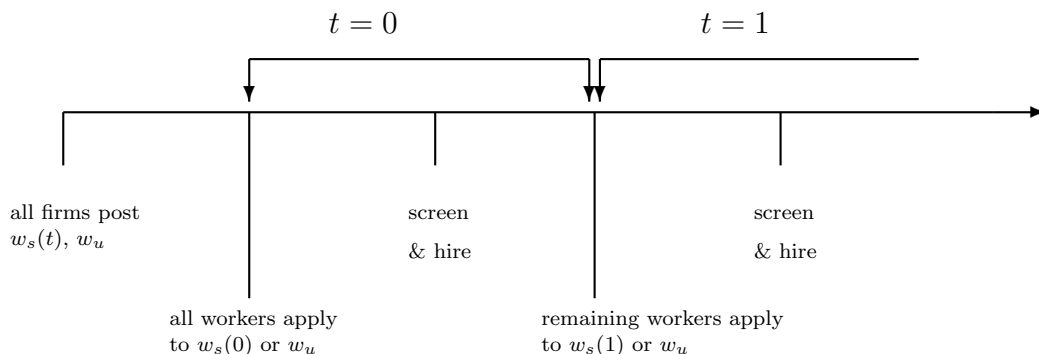 t = 0
t = 1
all firms post
w_s(t), w_u
screen
& hire
screen
& hire
all workers apply
to w_s(0) or w_u
remaining workers apply
to w_s(1) or w_u